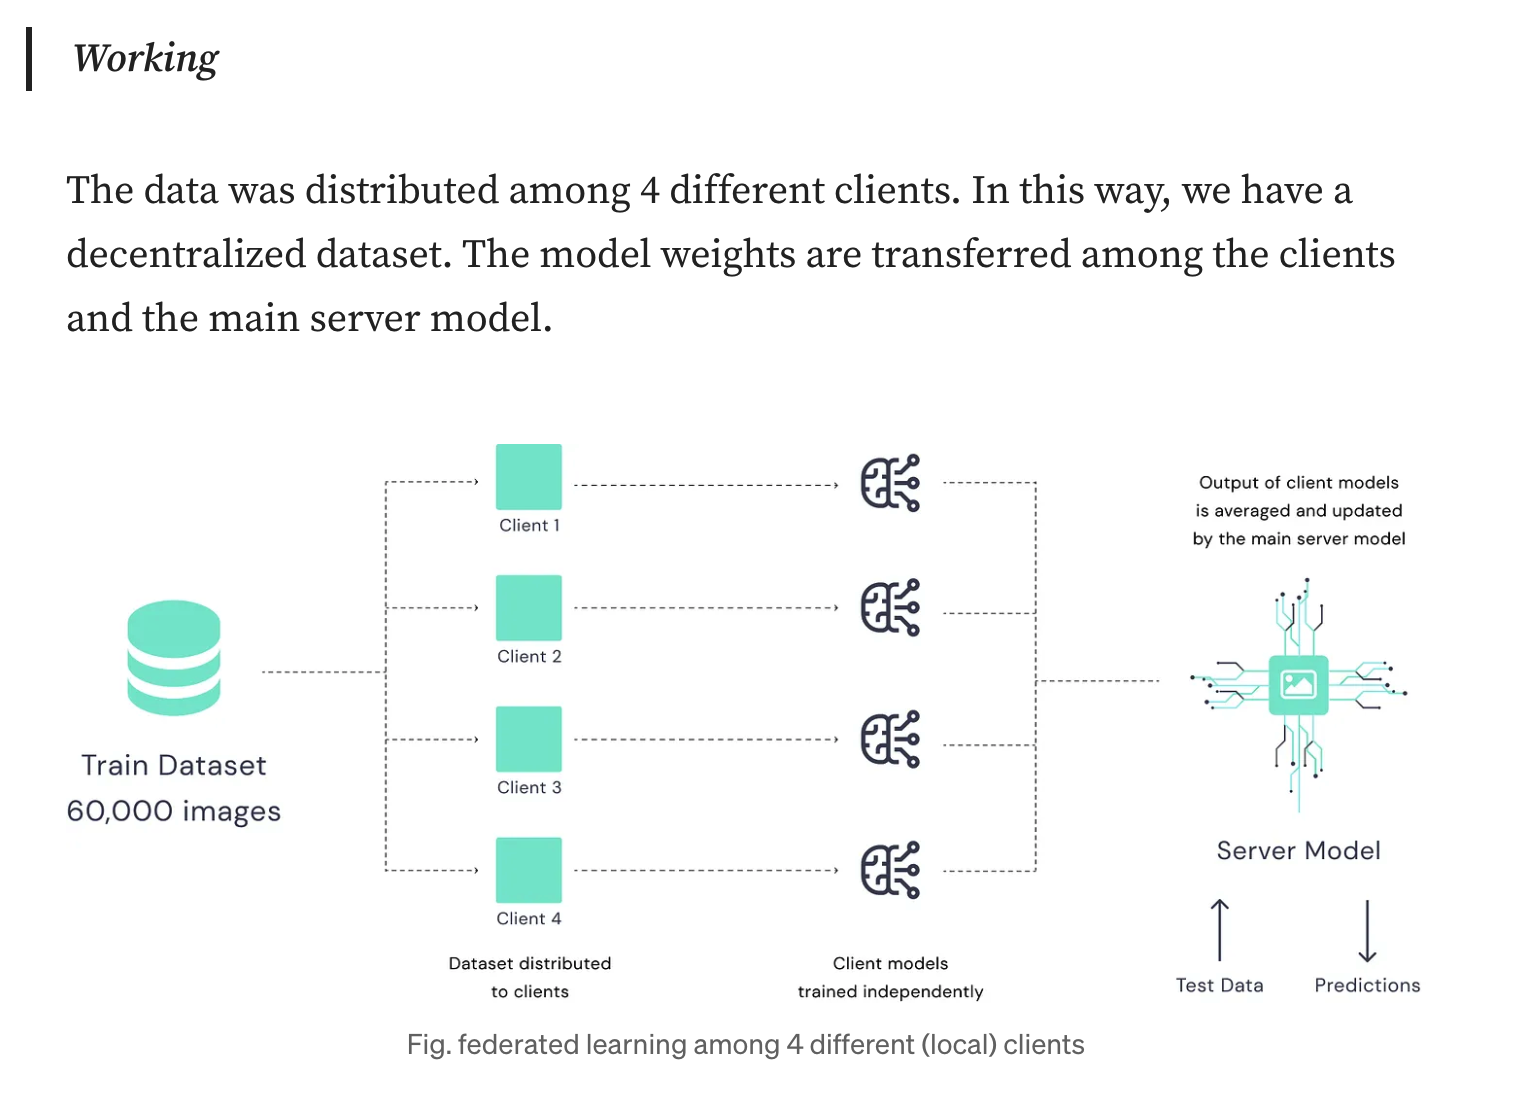 Working
The data was distributed among 4 different clients. In this way, we have a
decentralized dataset. The model weights are transferred among the clients
and the main server model.
Client 1
Client 2
Client 3
Client 4
Train Dataset
60,000 images
Dataset distributed
to clients
Client models
trained independently
Output of client models
is averaged and updated
by the main server model
Server Model
Test Data
Predictions
Fig. federated learning among 4 different (local) clients